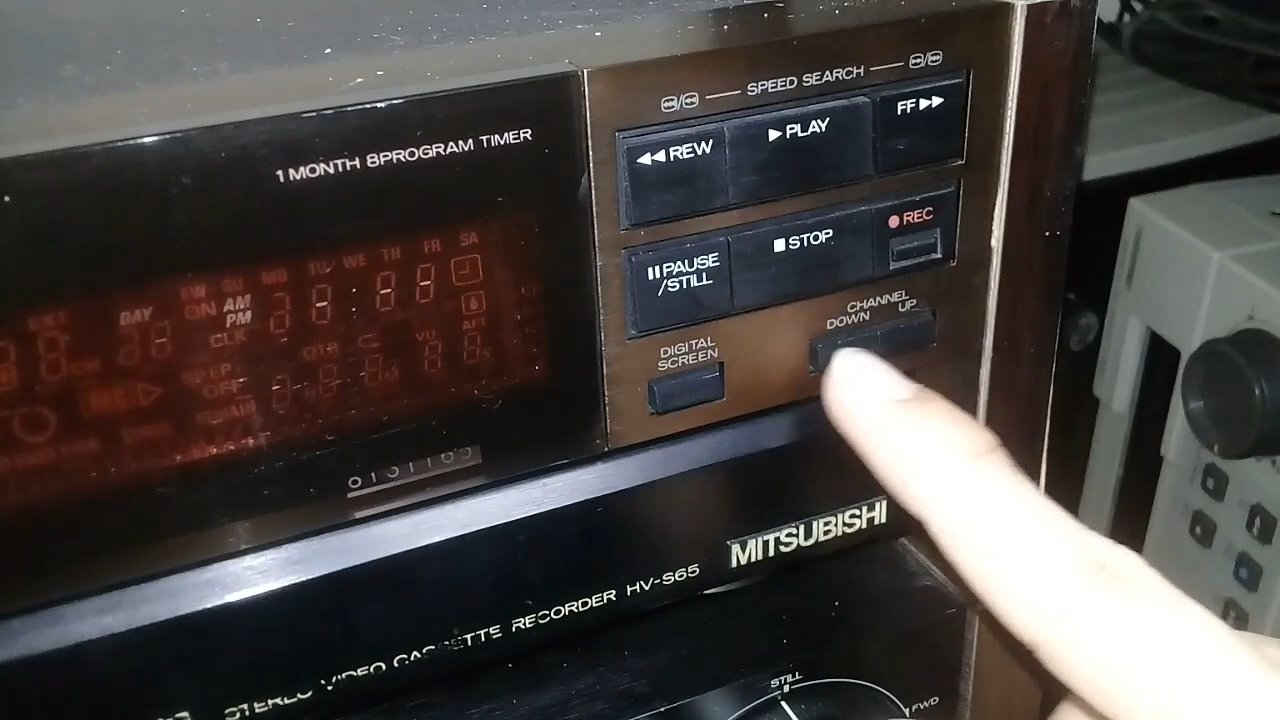 SPEED SEARCH
1 MONTH 8PROGRAM TIMER
◀◀ REW
▶ PLAY
FF ▶▶
❚❚ PAUSE
/STILL
■ STOP
● REC
SA
FR
TH
WE
TU
MO
SU
DAY
ON
AM
PM
CLK
OTR
VU
AFT
CHANNEL
DOWN UP
DIGITAL
SCREEN
MITSUBISHI
STEREO VIDEO CASSETTE RECORDER HV-S65
STILL
FWD